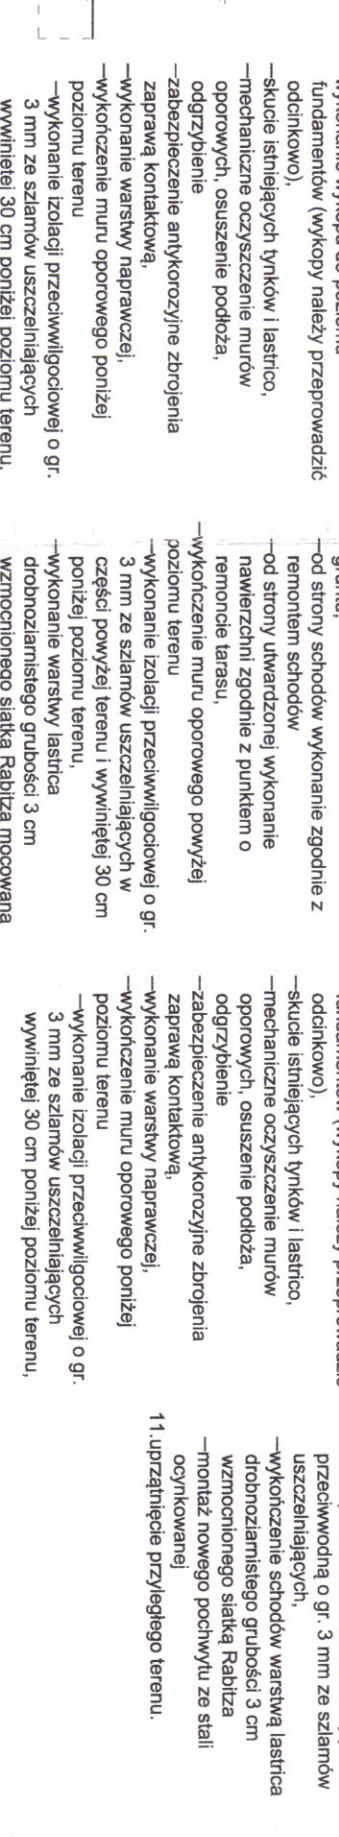 fundamentów (wykopy należy przeprowadzić
odcinkowo),
—skucie istniejących tynków i lastrico,
—mechaniczne oczyszczenie murów
oporowych, osuszenie podłoża,
odgrzybienie
—zabezpieczenie antykorozyjne zbrojenia
zaprawą kontaktową,
—wykonanie warstwy naprawczej,
—wykończenie muru oporowego poniżej
poziomu terenu
—wykonanie izolacji przeciwwilgociowej o gr.
3 mm ze szlamów uszczelniających
wywiniętej 30 cm poniżej poziomu terenu,
gruntu,
—od strony schodów wykonanie zgodnie z
remontem schodów
—od strony utwardzonej wykonanie
nawierzchni zgodnie z punktem o
remoncie tarasu,
—wykończenie muru oporowego powyżej
poziomu terenu
—wykonanie izolacji przeciwwilgociowej o gr.
3 mm ze szlamów uszczelniających w
części powyżej terenu i wywiniętej 30 cm
poniżej poziomu terenu,
—wykonanie warstwy lastrica
drobnoziarnistego grubości 3 cm
wzmocnionego siatką Rabitza mocowaną
odcinkowo),
—skucie istniejących tynków i lastrico,
—mechaniczne oczyszczenie murów
oporowych, osuszenie podłoża,
odgrzybienie
—zabezpieczenie antykorozyjne zbrojenia
zaprawą kontaktową,
—wykonanie warstwy naprawczej,
—wykończenie muru oporowego poniżej
poziomu terenu
—wykonanie izolacji przeciwwilgociowej o gr.
3 mm ze szlamów uszczelniających
wywiniętej 30 cm poniżej poziomu terenu,
przeciwwodną o gr. 3 mm ze szlamów
uszczelniających,
—wykończenie schodów warstwą lastrica
drobnoziarnistego grubości 3 cm
wzmocnionego siatką Rabitza
—montaż nowego pochwytu ze stali
ocynkowanej
11.uprzątnięcie przyległego terenu.